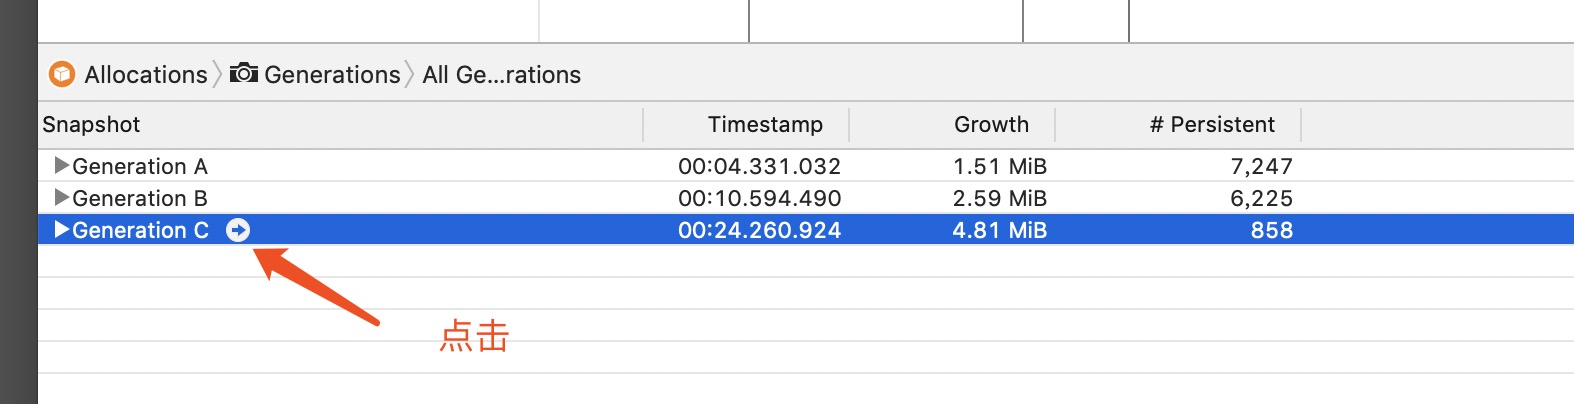 Allocations Generations All Ge...rations
Snapshot Timestamp Growth # Persistent
Generation A 00:04.331.032 1.51 MiB 7,247
Generation B 00:10.594.490 2.59 MiB 6,225
Generation C 00:24.260.924 4.81 MiB 858
点击